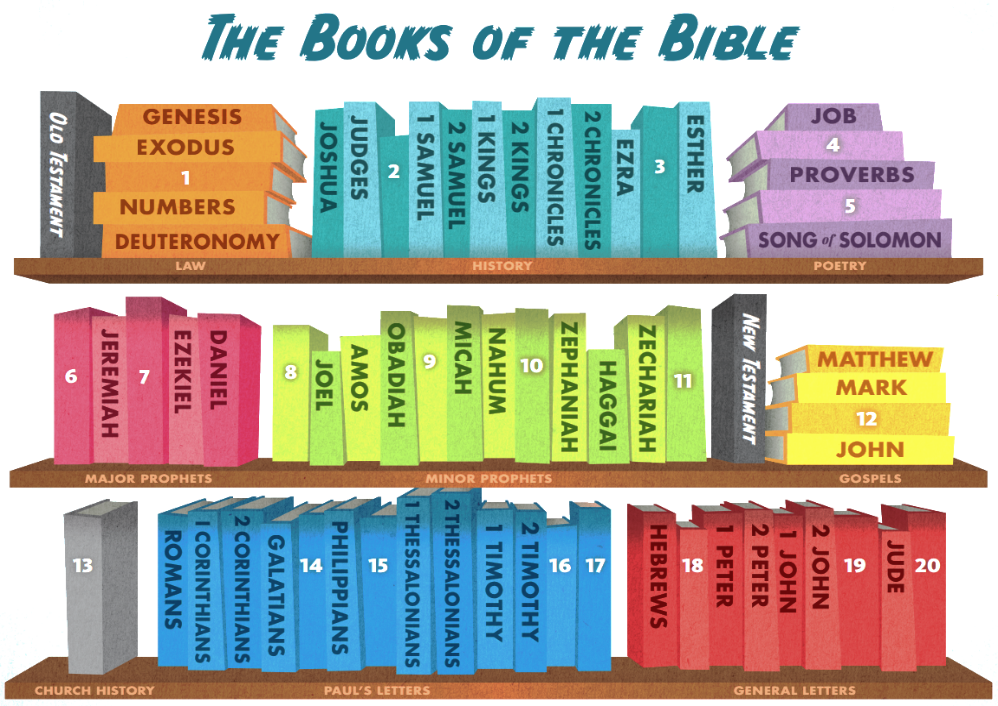 THE BOOKS OF THE BIBLE
OLD TESTAMENT
GENESIS
EXODUS
1
NUMBERS
DEUTERONOMY
JOSHUA
JUDGES
2
1 SAMUEL
2 SAMUEL
1 KINGS
2 KINGS
1 CHRONICLES
2 CHRONICLES
EZRA
3
ESTHER
JOB
4
PROVERBS
5
SONG of SOLOMON
LAW
HISTORY
POETRY
6
JEREMIAH
7
EZEKIEL
DANIEL
8
JOEL
AMOS
OBADIAH
9
MICAH
NAHUM
10
ZEPHANIAH
HAGGAI
ZECHARIAH
11
NEW TESTAMENT
MATTHEW
MARK
12
JOHN
MAJOR PROPHETS
MINOR PROPHETS
GOSPELS
13
ROMANS
1 CORINTHIANS
2 CORINTHIANS
GALATIANS
14
PHILIPPIANS
15
1 THESSALONIANS
2 THESSALONIANS
1 TIMOTHY
2 TIMOTHY
16
17
HEBREWS
18
1 PETER
2 PETER
1 JOHN
2 JOHN
19
JUDE
20
CHURCH HISTORY
PAUL'S LETTERS
GENERAL LETTERS